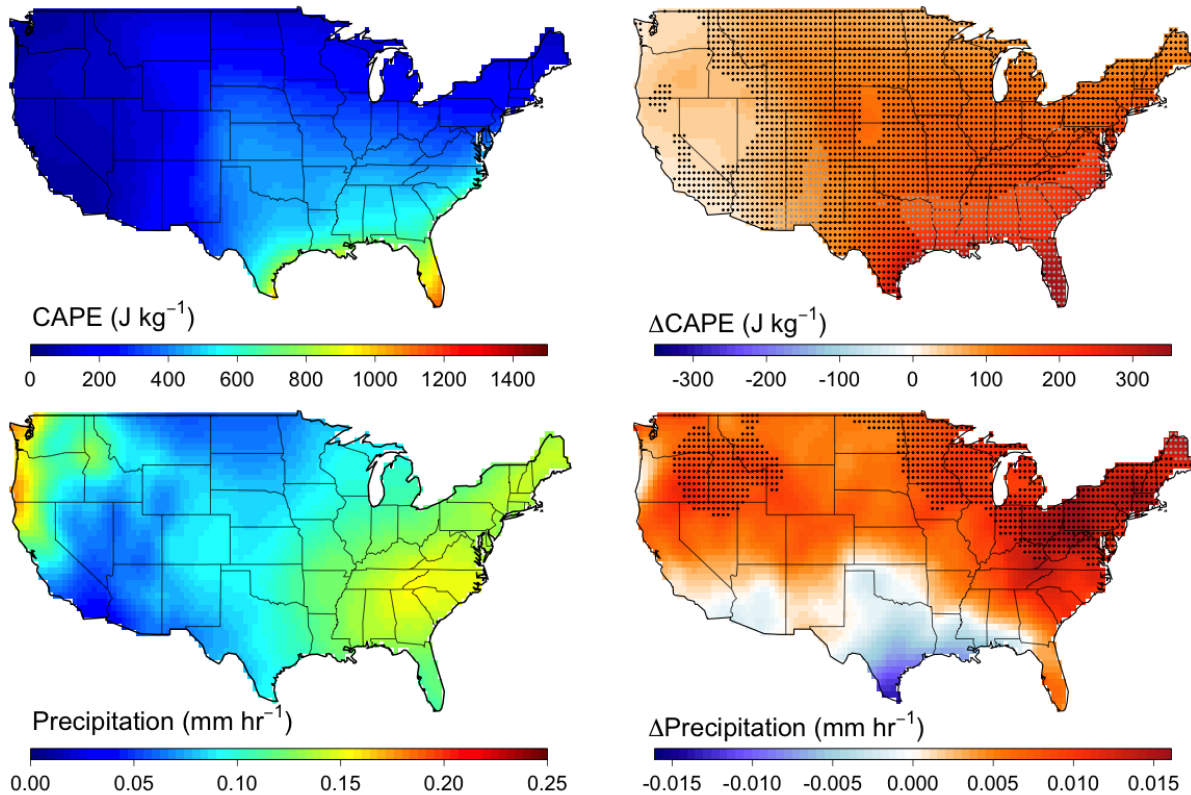 CAPE (J kg⁻¹)
0 200 400 600 800 1000 1200 1400
ΔCAPE (J kg⁻¹)
-300 -200 -100 0 100 200 300
Precipitation (mm hr⁻¹)
0.00 0.05 0.10 0.15 0.20 0.25
ΔPrecipitation (mm hr⁻¹)
-0.015 -0.010 -0.005 0.000 0.005 0.010 0.015